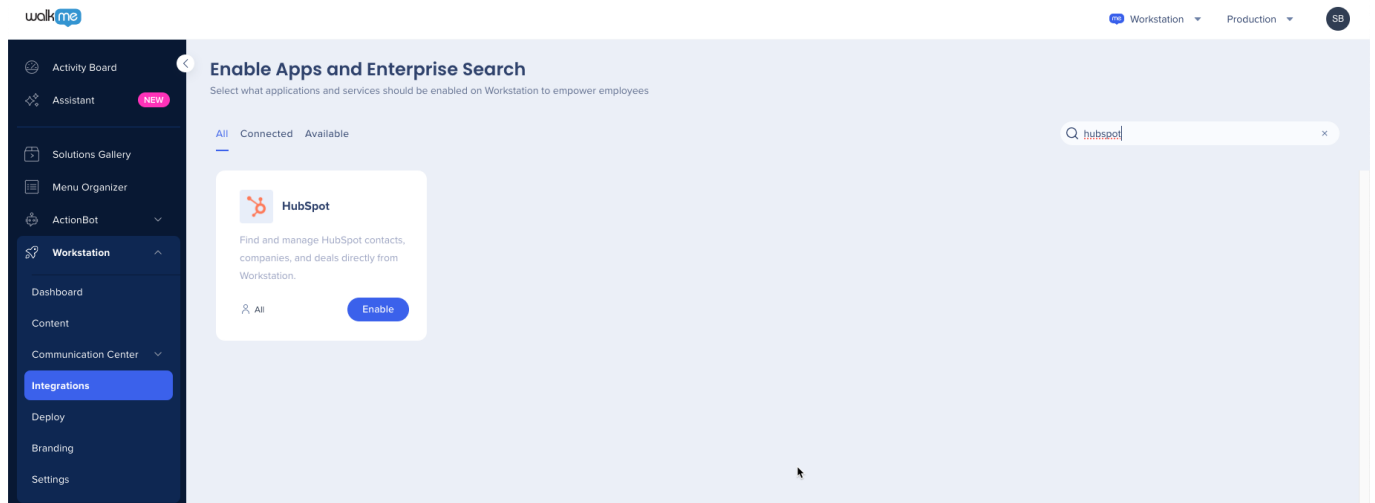 walkme
me Workstation
Production
SB
Activity Board
Assistant NEW
Solutions Gallery
Menu Organizer
ActionBot
Workstation
Dashboard
Content
Communication Center
Integrations
Deploy
Branding
Settings
Enable Apps and Enterprise Search
Select what applications and services should be enabled on Workstation to empower employees
All Connected Available
hubspot
HubSpot
Find and manage HubSpot contacts,
companies, and deals directly from
Workstation.
All
Enable